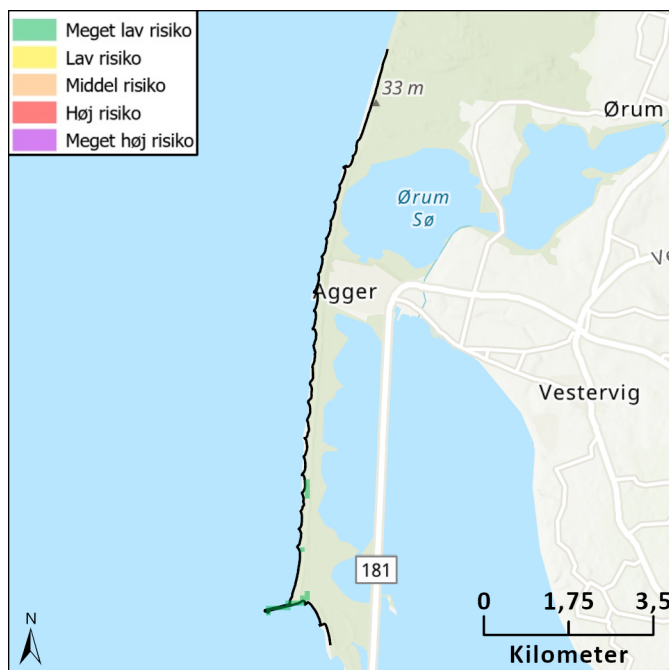 Meget lav risiko
Lav risiko
Middel risiko
Høj risiko
Meget høj risiko
33 m
Ørum
Ørum
Sø
Agger
Vestervig
181
N
0 1,75 3,5
Kilometer